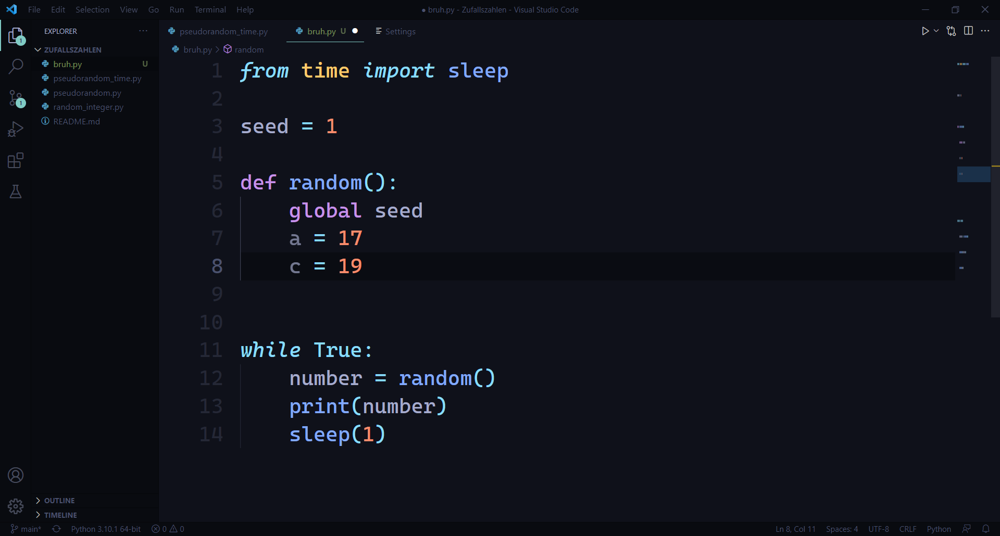 File Edit Selection View Go Run Terminal Help
● bruh.py - Zufallszahlen - Visual Studio Code
EXPLORER
pseudorandom_time.py
bruh.py U
Settings
ZUFALLSZAHLEN
bruh.py > random
bruh.py U
pseudorandom_time.py
pseudorandom.py
random_integer.py
README.md
1
1
1 from time import sleep
2
3 seed = 1
4
5 def random():
6     global seed
7     a = 17
8     c = 19
9
10
11 while True:
12     number = random()
13     print(number)
14     sleep(1)
OUTLINE
TIMELINE
main* Python 3.10.1 64-bit 0 0 Ln 8, Col 11 Spaces: 4 UTF-8 CRLF Python